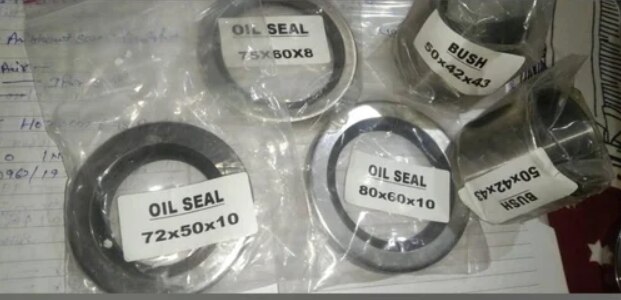 OIL SEAL
75X60X8
BUSH
50x42x43
OIL SEAL
72x50x10
OIL SEAL
80x60x10
BUSH
50x42x43